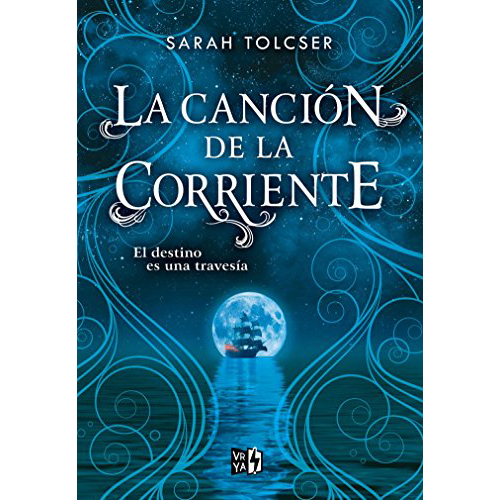 SARAH TOLCSER
LA CANCIÓN
DE LA
CORRIENTE
El destino
es una travesía
VR
YA